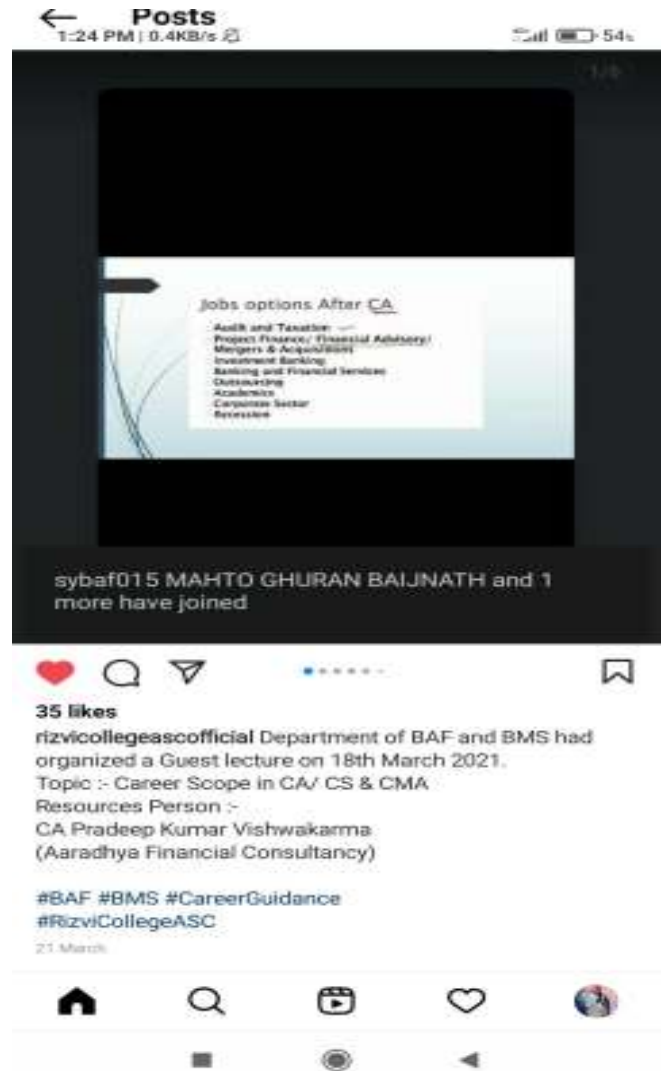 Posts
1:24 PM | 0.4KB/s
54%
Jobs options After CA
Audit and Taxation
Project Finance/ Financial Advisory/
Mergers & Acquisitions
Investment Banking
Banking and Financial Services
Outsourcing
Academics
Corporate Sector
Recession
sybaf015 MAHTO GHURAN BAIJNATH and 1
more have joined
35 likes
rizvicollegeascofficial Department of BAF and BMS had
organized a Guest lecture on 18th March 2021.
Topic :- Career Scope in CA/ CS & CMA
Resources Person :-
CA Pradeep Kumar Vishwakarma
(Aaradhya Financial Consultancy)
#BAF #BMS #CareerGuidance
#RizviCollegeASC
21 March